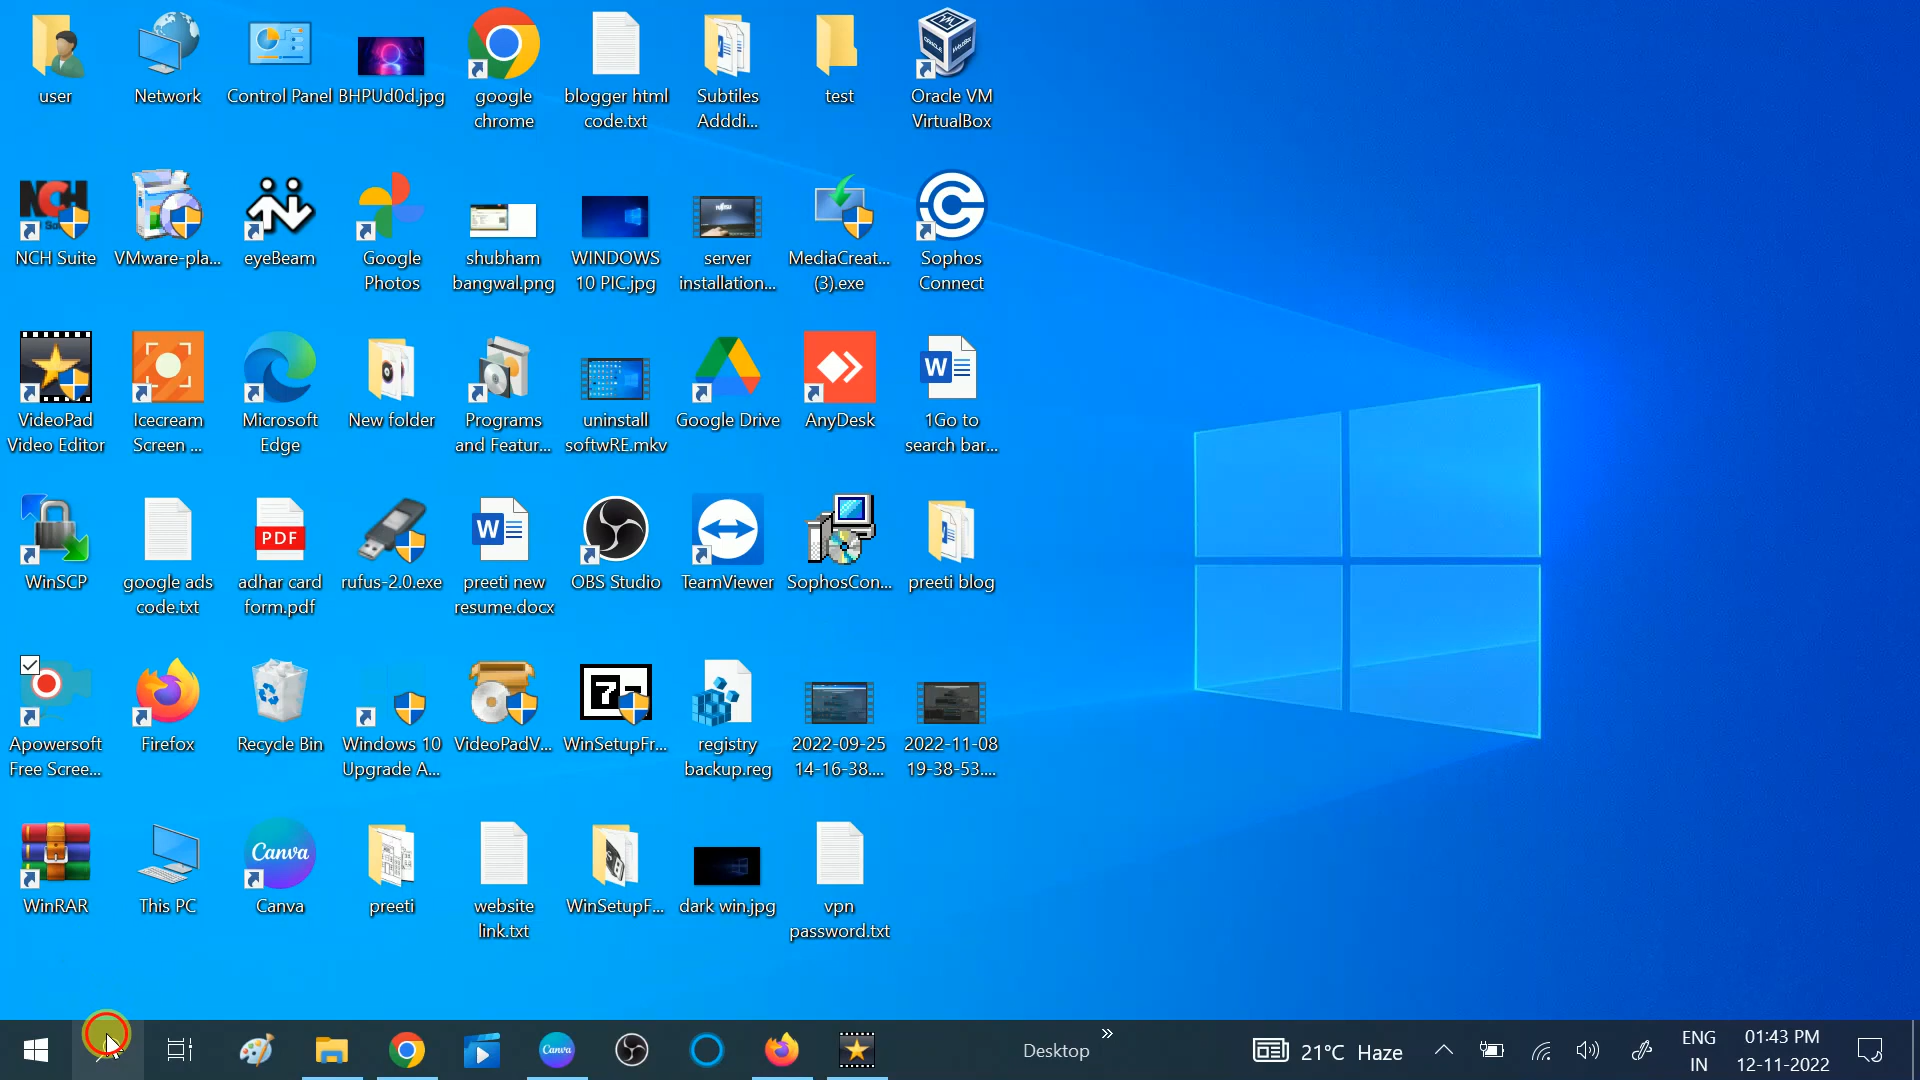 user
Network
Control Panel
BHPUd0d.jpg
google
chrome
blogger html
code.txt
Subtiles
Adddi...
test
Oracle VM
VirtualBox
NCH Suite
VMware-pla...
eyeBeam
Google
Photos
shubham
bangwal.png
WINDOWS
10 PIC.jpg
server
installation...
MediaCreat...
(3).exe
Sophos
Connect
VideoPad
Video Editor
Icecream
Screen ...
Microsoft
Edge
New folder
Programs
and Featur...
uninstall
softwRE.mkv
Google Drive
AnyDesk
1Go to
search bar...
WinSCP
google ads
code.txt
PDF
adhar card
form.pdf
rufus-2.0.exe
preeti new
resume.docx
OBS Studio
TeamViewer
SophosCon...
preeti blog
Apowersoft
Free Scree...
Firefox
Recycle Bin
Windows 10
Upgrade A...
VideoPadV...
WinSetupFr...
registry
backup.reg
2022-09-25
14-16-38....
2022-11-08
19-38-53....
WinRAR
This PC
Canva
Canva
preeti
website
link.txt
WinSetupF...
dark win.jpg
vpn
password.txt
Canva
Desktop
21°C Haze
ENG
IN
01:43 PM
12-11-2022